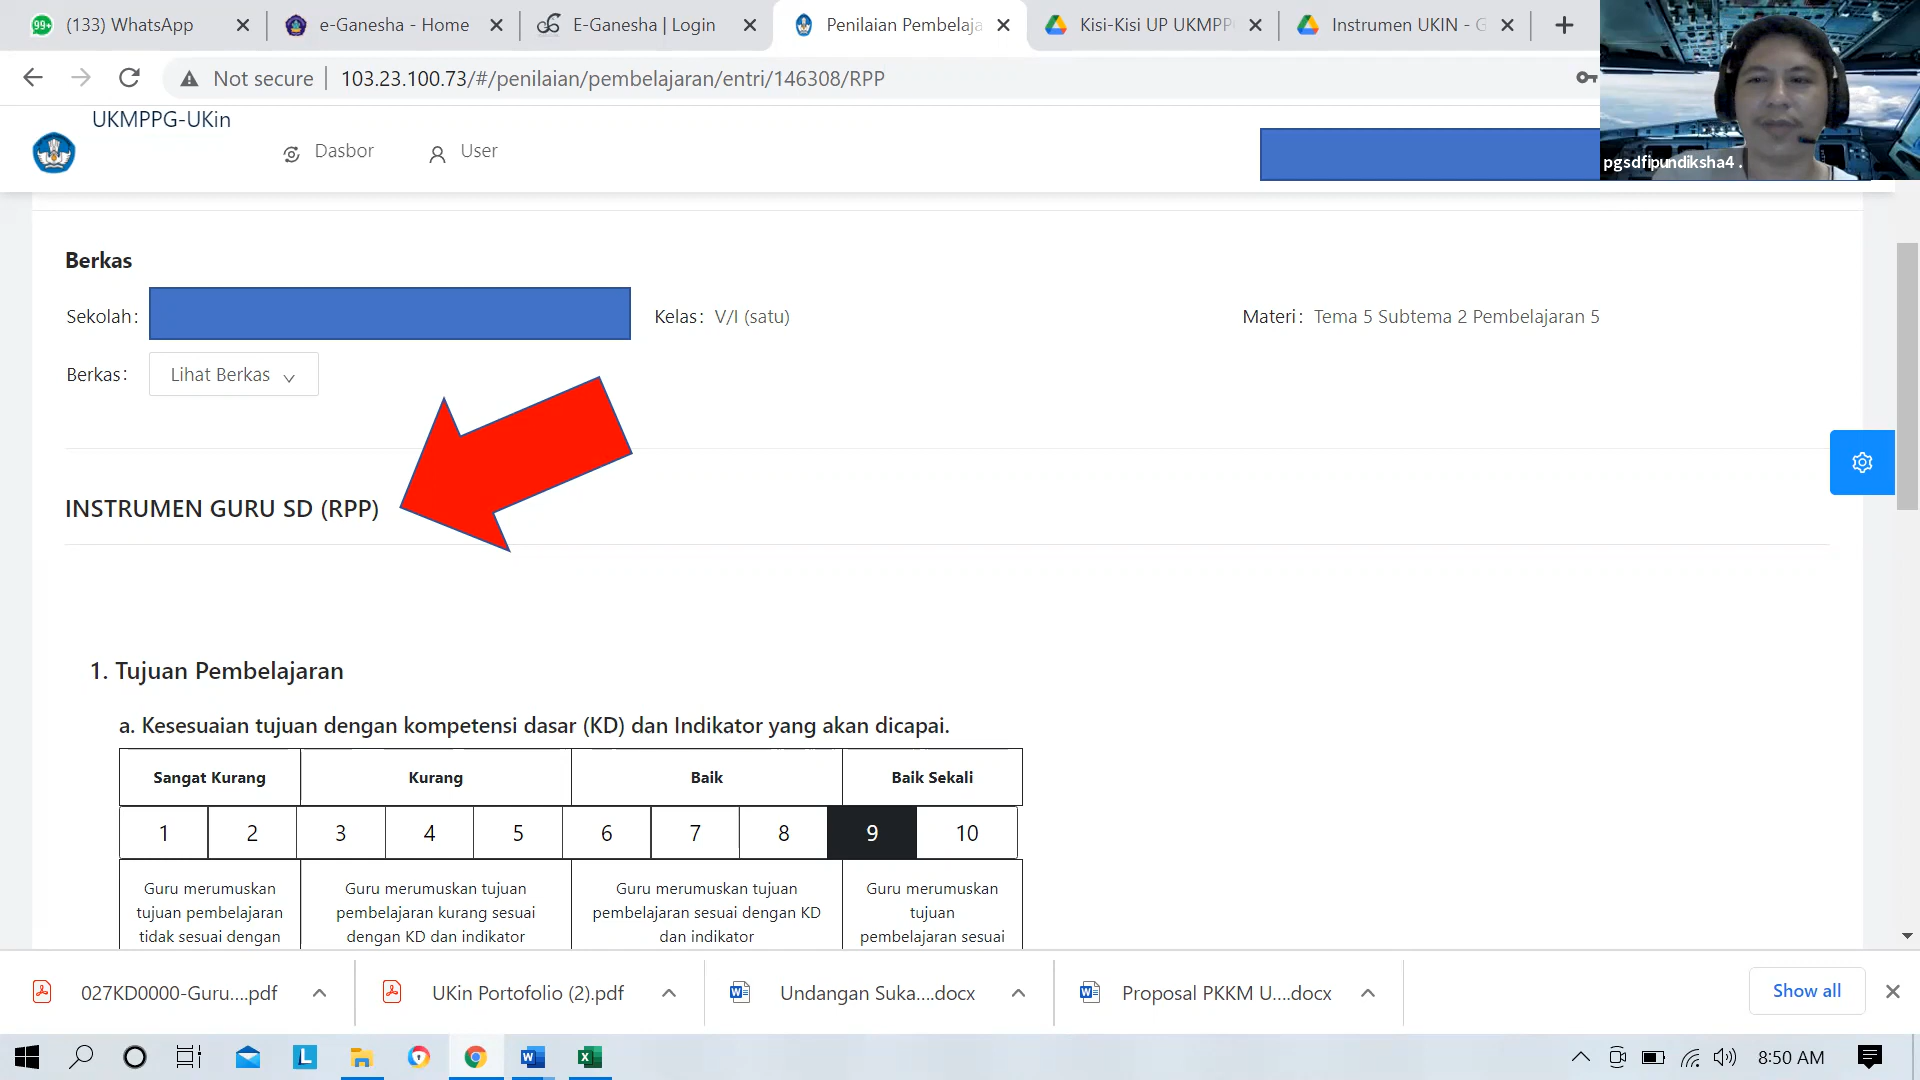 99+ (133) WhatsApp
e-Ganesha - Home
E-Ganesha | Login
Penilaian Pembelaja
Kisi-Kisi UP UKMPP
Instrumen UKIN - G
Not secure 103.23.100.73/#/penilaian/pembelajaran/entri/146308/RPP
UKMPPG-UKin
Dasbor
User
pgsdfipundiksha4 .
Berkas
Sekolah:
Kelas: V/I (satu)
Materi: Tema 5 Subtema 2 Pembelajaran 5
Berkas: Lihat Berkas
INSTRUMEN GURU SD (RPP)
1. Tujuan Pembelajaran
a. Kesesuaian tujuan dengan kompetensi dasar (KD) dan Indikator yang akan dicapai.
Sangat Kurang Kurang Baik Baik Sekali
1 2 3 4 5 6 7 8 9 10
Guru merumuskan
tujuan pembelajaran
tidak sesuai dengan
Guru merumuskan tujuan
pembelajaran kurang sesuai
dengan KD dan indikator
Guru merumuskan tujuan
pembelajaran sesuai dengan KD
dan indikator
Guru merumuskan
tujuan
pembelajaran sesuai
027KD0000-Guru....pdf
UKin Portofolio (2).pdf
Undangan Suka....docx
Proposal PKKM U....docx
Show all
8:50 AM